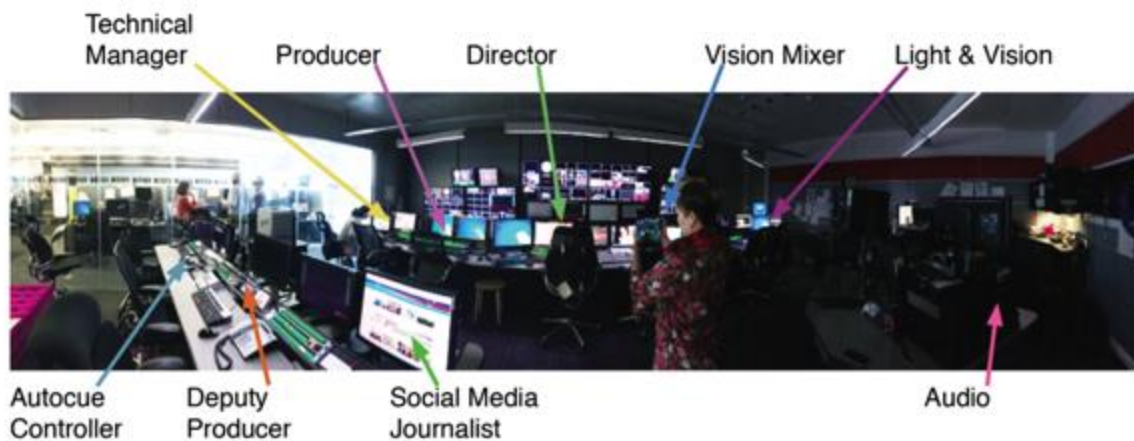 Technical
Manager
Producer
Director
Vision Mixer
Light & Vision
Autocue
Controller
Deputy
Producer
Social Media
Journalist
Audio